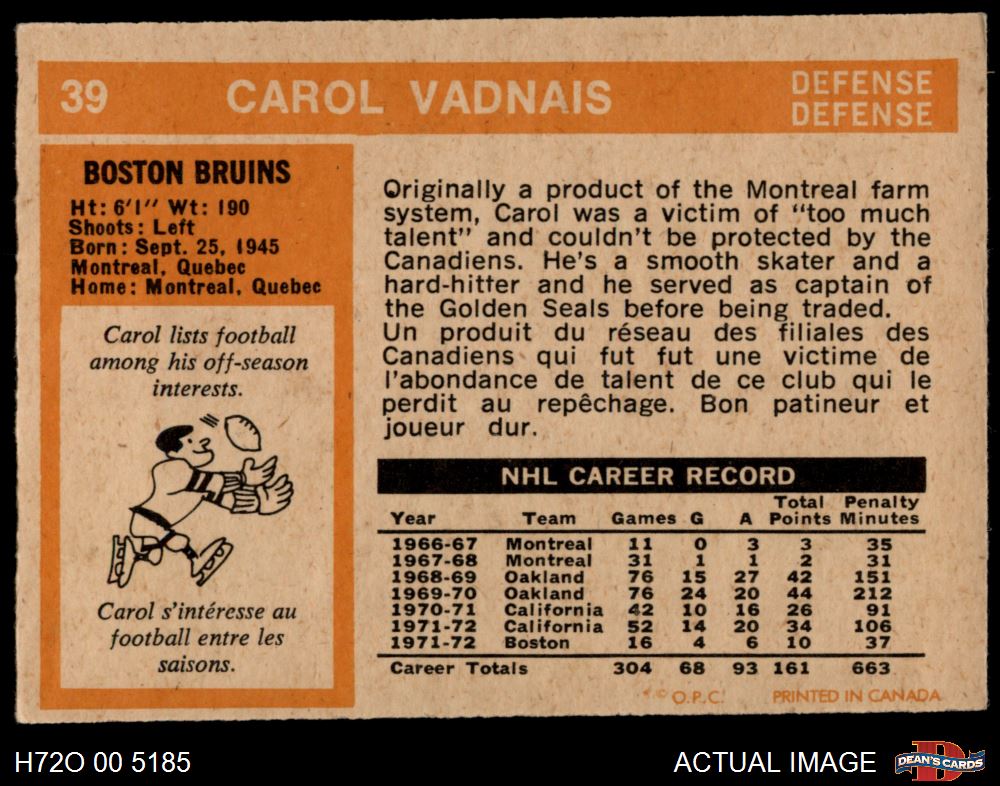 39 CAROL VADNAIS DEFENSE
DEFENSE
BOSTON BRUINS
Ht: 6'1" Wt: 190
Shoots: Left
Born: Sept. 25, 1945
Montreal, Quebec
Home: Montreal, Quebec
Carol lists football
among his off-season
interests.
Carol s'intéresse au
football entre les
saisons.
Originally a product of the Montreal farm
system, Carol was a victim of "too much
talent" and couldn't be protected by the
Canadiens. He's a smooth skater and a
hard-hitter and he served as captain of
the Golden Seals before being traded.
Un produit du réseau des filiales des
Canadiens qui fut fut une victime de
l'abondance de talent de ce club qui le
perdit au repêchage. Bon patineur et
joueur dur.
NHL CAREER RECORD
Total Penalty
Year Team Games G A Points Minutes
1966-67 Montreal 11 0 3 3 35
1967-68 Montreal 31 1 1 2 31
1968-69 Oakland 76 15 27 42 151
1969-70 Oakland 76 24 20 44 212
1970-71 California 42 10 16 26 91
1971-72 California 52 14 20 34 106
1971-72 Boston 16 4 6 10 37
Career Totals 304 68 93 161 663
* © O.P.C. PRINTED IN CANADA
H72O 00 5185 ACTUAL IMAGE
D
DEAN'S CARDS